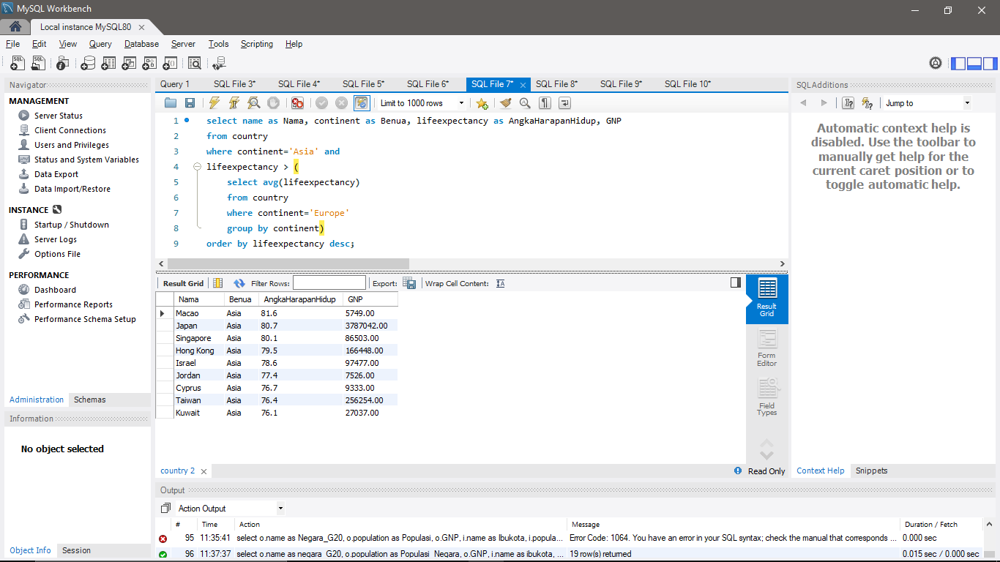 MySQL Workbench
Local instance MySQL80
File Edit View Query Database Server Tools Scripting Help
Navigator
MANAGEMENT
Server Status
Client Connections
Users and Privileges
Status and System Variables
Data Export
Data Import/Restore
INSTANCE
Startup / Shutdown
Server Logs
Options File
PERFORMANCE
Dashboard
Performance Reports
Performance Schema Setup
Administration Schemas
Information
No object selected
Object Info Session
Query 1 SQL File 3* SQL File 4* SQL File 5* SQL File 6* SQL File 7* SQL File 8* SQL File 9* SQL File 10*
Limit to 1000 rows
1 select name as Nama, continent as Benua, lifeexpectancy as AngkaHarapanHidup, GNP
2 from country
3 where continent='Asia' and
4 lifeexpectancy > (
5 select avg(lifeexpectancy)
6 from country
7 where continent='Europe'
8 group by continent)
9 order by lifeexpectancy desc;
Result Grid Filter Rows: Export: Wrap Cell Content:
Nama Benua AngkaHarapanHidup GNP
Macao Asia 81.6 5749.00
Japan Asia 80.7 3787042.00
Singapore Asia 80.1 86503.00
Hong Kong Asia 79.5 166448.00
Israel Asia 78.6 97477.00
Jordan Asia 77.4 7526.00
Cyprus Asia 76.7 9333.00
Taiwan Asia 76.4 256254.00
Kuwait Asia 76.1 27037.00
Result
Grid
Form
Editor
Field
Types
country 2
Read Only
SQLAdditions
Jump to
Automatic context help is
disabled. Use the toolbar to
manually get help for the
current caret position or to
toggle automatic help.
Context Help Snippets
Output
Action Output
# Time Action Message Duration / Fetch
95 11:35:41 select o.name as Negara_G20, o.population as Populasi, o.GNP, i.name as Ibukota, i.popula... Error Code: 1064. You have an error in your SQL syntax; check the manual that corresponds ... 0.000 sec
96 11:37:37 select o.name as negara_G20, o.population as Populasi_Negara, o.GNP, i.name as ibukota, ... 19 row(s) returned 0.015 sec / 0.000 sec